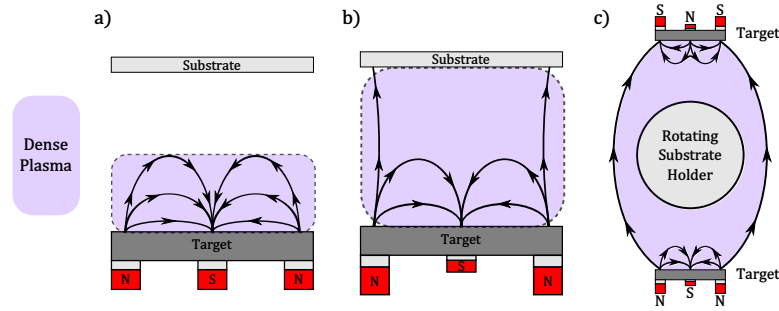 a)
Substrate
Dense
Plasma
Target
N
S
N
b)
Substrate
Target
N
S
N
c)
S
N
S
Target
Rotating
Substrate
Holder
Target
N
S
N